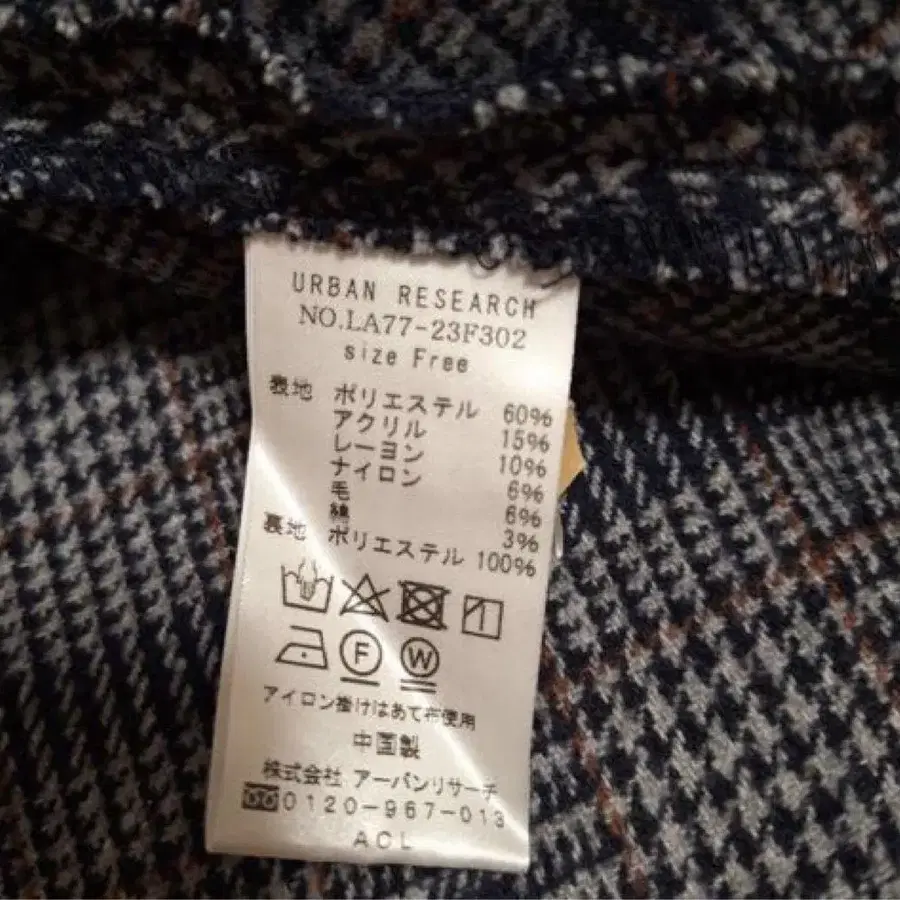 URBAN RESEARCH
NO.LA77-23F302
size Free
表地 ポリエステル 60%
アクリル 15%
レーヨン 10%
ナイロン 6%
毛 6%
綿 3%
裏地 ポリエステル 100%
F W
アイロン掛けはあて布使用
中国製
株式会社 アーバンリサーチ
0120-967-013
ACL